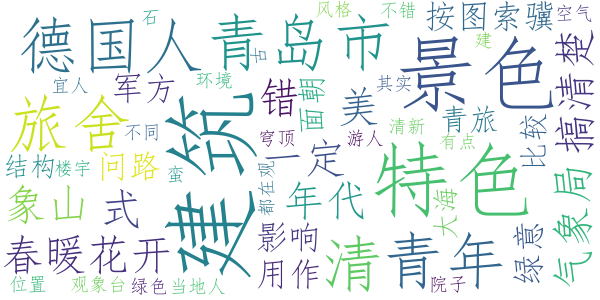 石 风格 不错 空气
德国人 青岛市 按图索骥
古 景色 建
宜人 军方 环境 错 面朝 美 其实 搞清楚
旅舍 不同 建筑 穹顶 游人 清新 青旅 比较
结构 楼宇 问路 蛮 一定 特色 有点
象山 式 都在观 年代 大海 绿意 气象局
春暖花开 影响 清 青年
位置 观象台 绿色 当地人 用作 院子